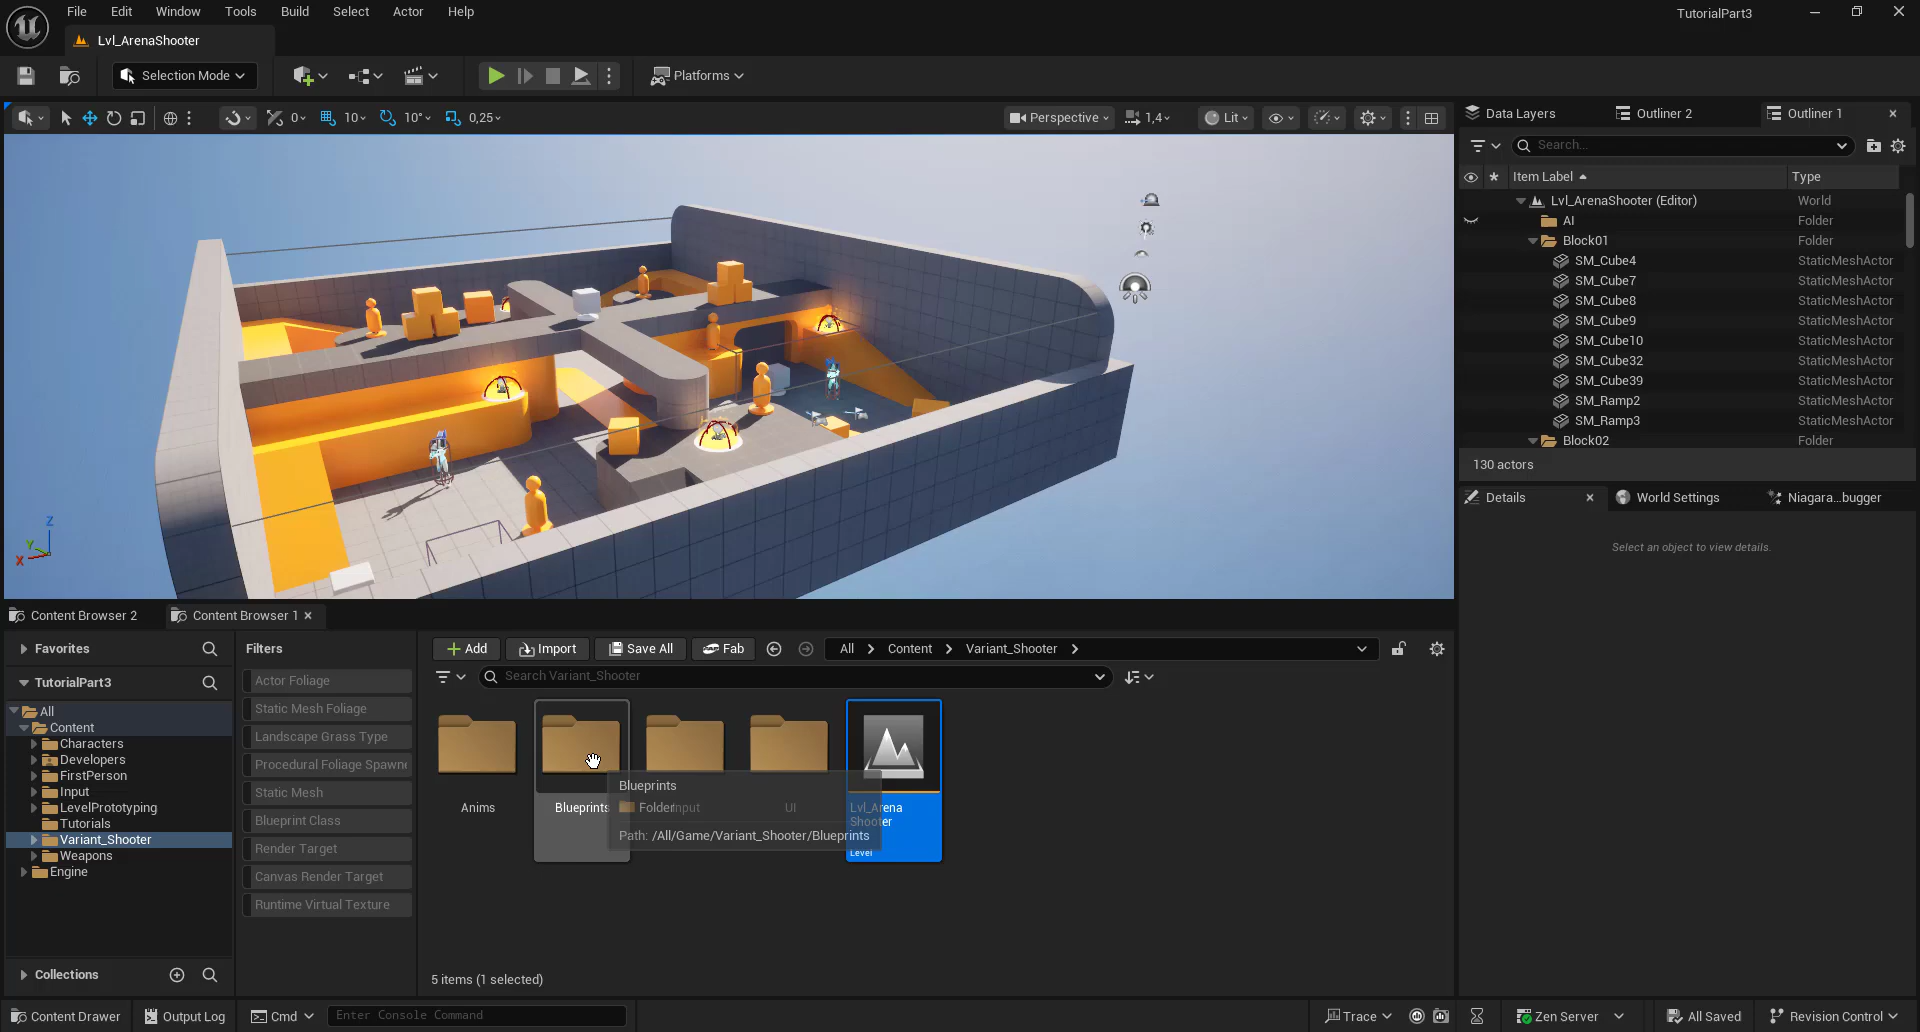 File Edit Window Tools Build Select Actor Help
TutorialPart3
Lvl_ArenaShooter
Selection Mode
Platforms
0 10 10° 0,25
Perspective 1,4 Lit
Data Layers Outliner 2 Outliner 1
Search...
Item Label Type
Lvl_ArenaShooter (Editor) World
AI Folder
Block01 Folder
SM_Cube4 StaticMeshActor
SM_Cube7 StaticMeshActor
SM_Cube8 StaticMeshActor
SM_Cube9 StaticMeshActor
SM_Cube10 StaticMeshActor
SM_Cube32 StaticMeshActor
SM_Cube39 StaticMeshActor
SM_Ramp2 StaticMeshActor
SM_Ramp3 StaticMeshActor
Block02 Folder
130 actors
Details World Settings Niagara...bugger
Select an object to view details.
Z
Y
X
Content Browser 2 Content Browser 1
Favorites
TutorialPart3
All
Content
Characters
Developers
FirstPerson
Input
LevelPrototyping
Tutorials
Variant_Shooter
Weapons
Engine
Collections
Filters
Actor Foliage
Static Mesh Foliage
Landscape Grass Type
Procedural Foliage Spawne
Static Mesh
Blueprint Class
Render Target
Canvas Render Target
Runtime Virtual Texture
Add Import Save All Fab All Content Variant_Shooter
Search Variant_Shooter
Anims
Blueprints
Input
UI
Lvl_Arena
Shooter
Level
Blueprints
Folder
Path: /All/Game/Variant_Shooter/Blueprints
5 items (1 selected)
Content Drawer Output Log Cmd Enter Console Command
Trace Zen Server All Saved Revision Control